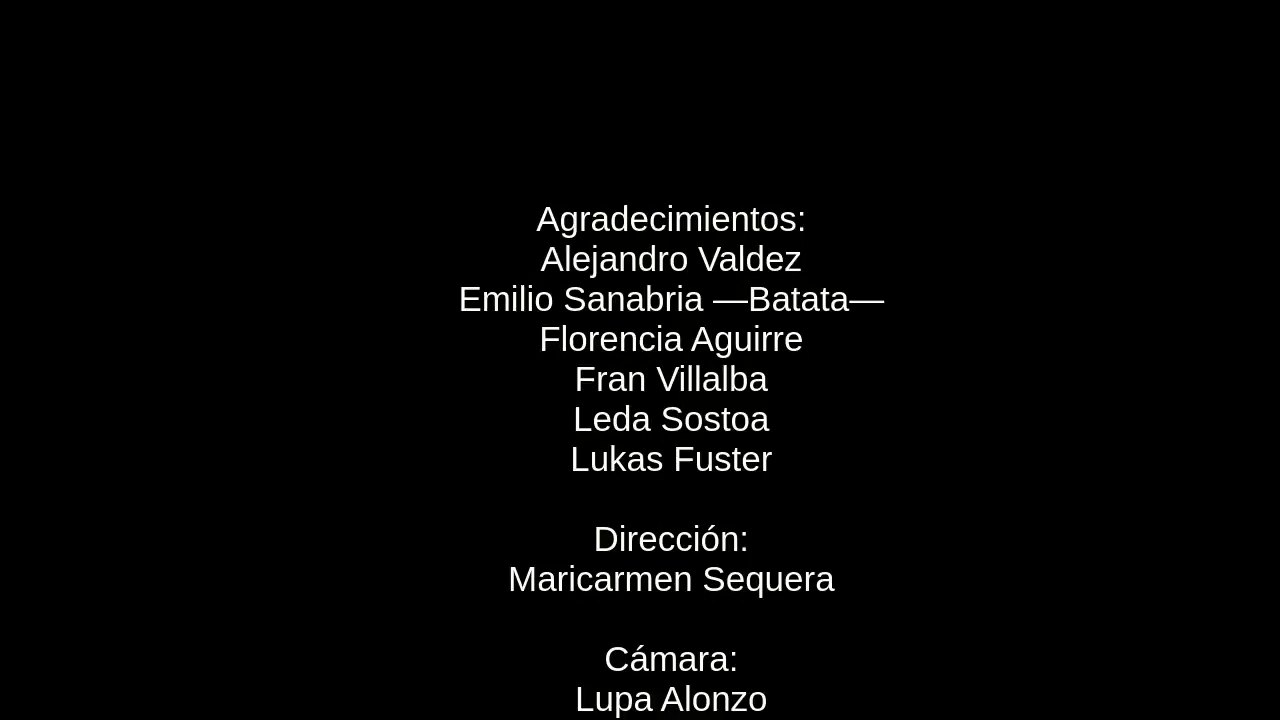 Agradecimientos:
Alejandro Valdez
Emilio Sanabria —Batata—
Florencia Aguirre
Fran Villalba
Leda Sostoa
Lukas Fuster
Dirección:
Maricarmen Sequera
Cámara:
Lupa Alonzo